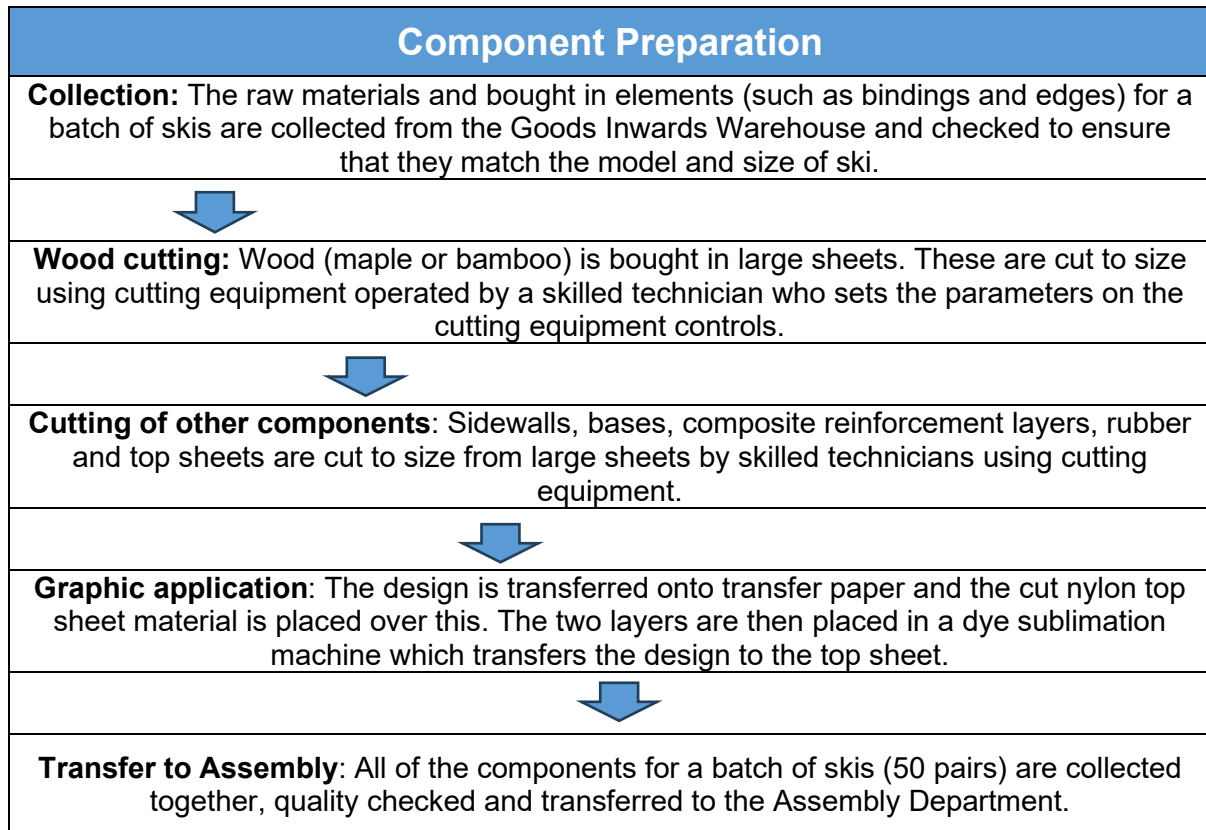 Component Preparation
Collection: The raw materials and bought in elements (such as bindings and edges) for a
batch of skis are collected from the Goods Inwards Warehouse and checked to ensure
that they match the model and size of ski.
Wood cutting: Wood (maple or bamboo) is bought in large sheets. These are cut to size
using cutting equipment operated by a skilled technician who sets the parameters on the
cutting equipment controls.
Cutting of other components: Sidewalls, bases, composite reinforcement layers, rubber
and top sheets are cut to size from large sheets by skilled technicians using cutting
equipment.
Graphic application: The design is transferred onto transfer paper and the cut nylon top
sheet material is placed over this. The two layers are then placed in a dye sublimation
machine which transfers the design to the top sheet.
Transfer to Assembly: All of the components for a batch of skis (50 pairs) are collected
together, quality checked and transferred to the Assembly Department.